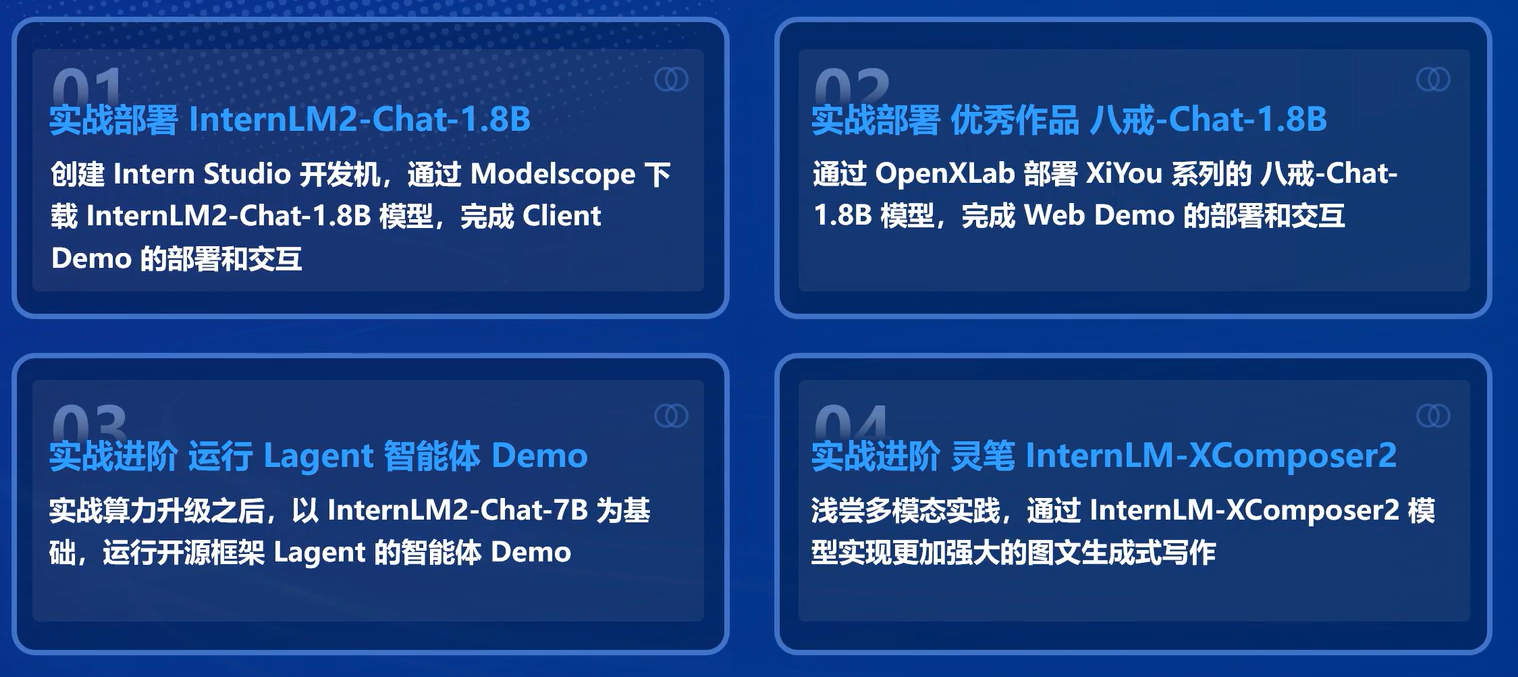 01
实战部署 InternLM2-Chat-1.8B
创建 Intern Studio 开发机，通过 Modelscope 下
载 InternLM2-Chat-1.8B 模型，完成 Client
Demo 的部署和交互
02
实战部署 优秀作品 八戒-Chat-1.8B
通过 OpenXLab 部署 XiYou 系列的 八戒-Chat-
1.8B 模型，完成 Web Demo 的部署和交互
03
实战进阶 运行 Lagent 智能体 Demo
实战算力升级之后，以 InternLM2-Chat-7B 为基
础，运行开源框架 Lagent 的智能体 Demo
04
实战进阶 灵笔 InternLM-XComposer2
浅尝多模态实践，通过 InternLM-XComposer2 模
型实现更加强大的图文生成式写作